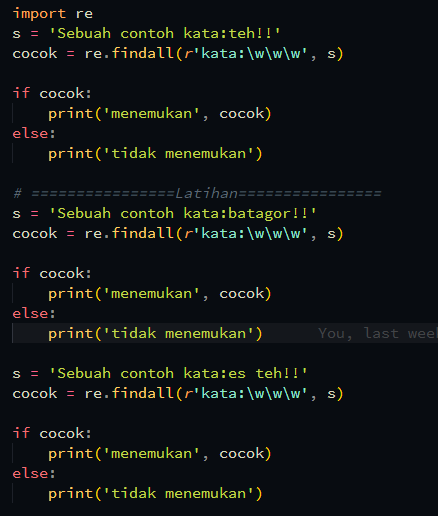 import re
s = 'Sebuah contoh kata:teh!!'
cocok = re.findall(r'kata:\w\w\w', s)
if cocok:
print('menemukan', cocok)
else:
print('tidak menemukan')
# ================Latihan================
s = 'Sebuah contoh kata:batagor!!'
cocok = re.findall(r'kata:\w\w\w', s)
if cocok:
print('menemukan', cocok)
else:
print('tidak menemukan') You, last week
s = 'Sebuah contoh kata:es teh!!'
cocok = re.findall(r'kata:\w\w\w', s)
if cocok:
print('menemukan', cocok)
else:
print('tidak menemukan')